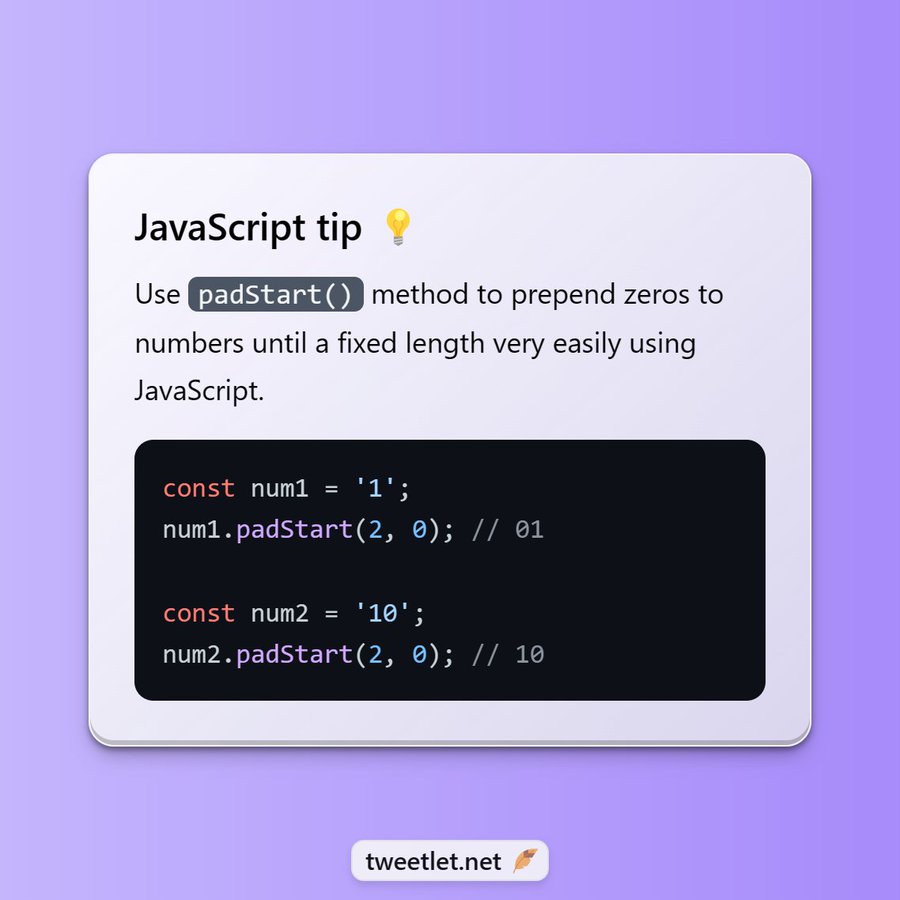 JavaScript tip 💡
Use padStart() method to prepend zeros to
numbers until a fixed length very easily using
JavaScript.
const num1 = '1';
num1.padStart(2, 0); // 01
const num2 = '10';
num2.padStart(2, 0); // 10
tweetlet.net